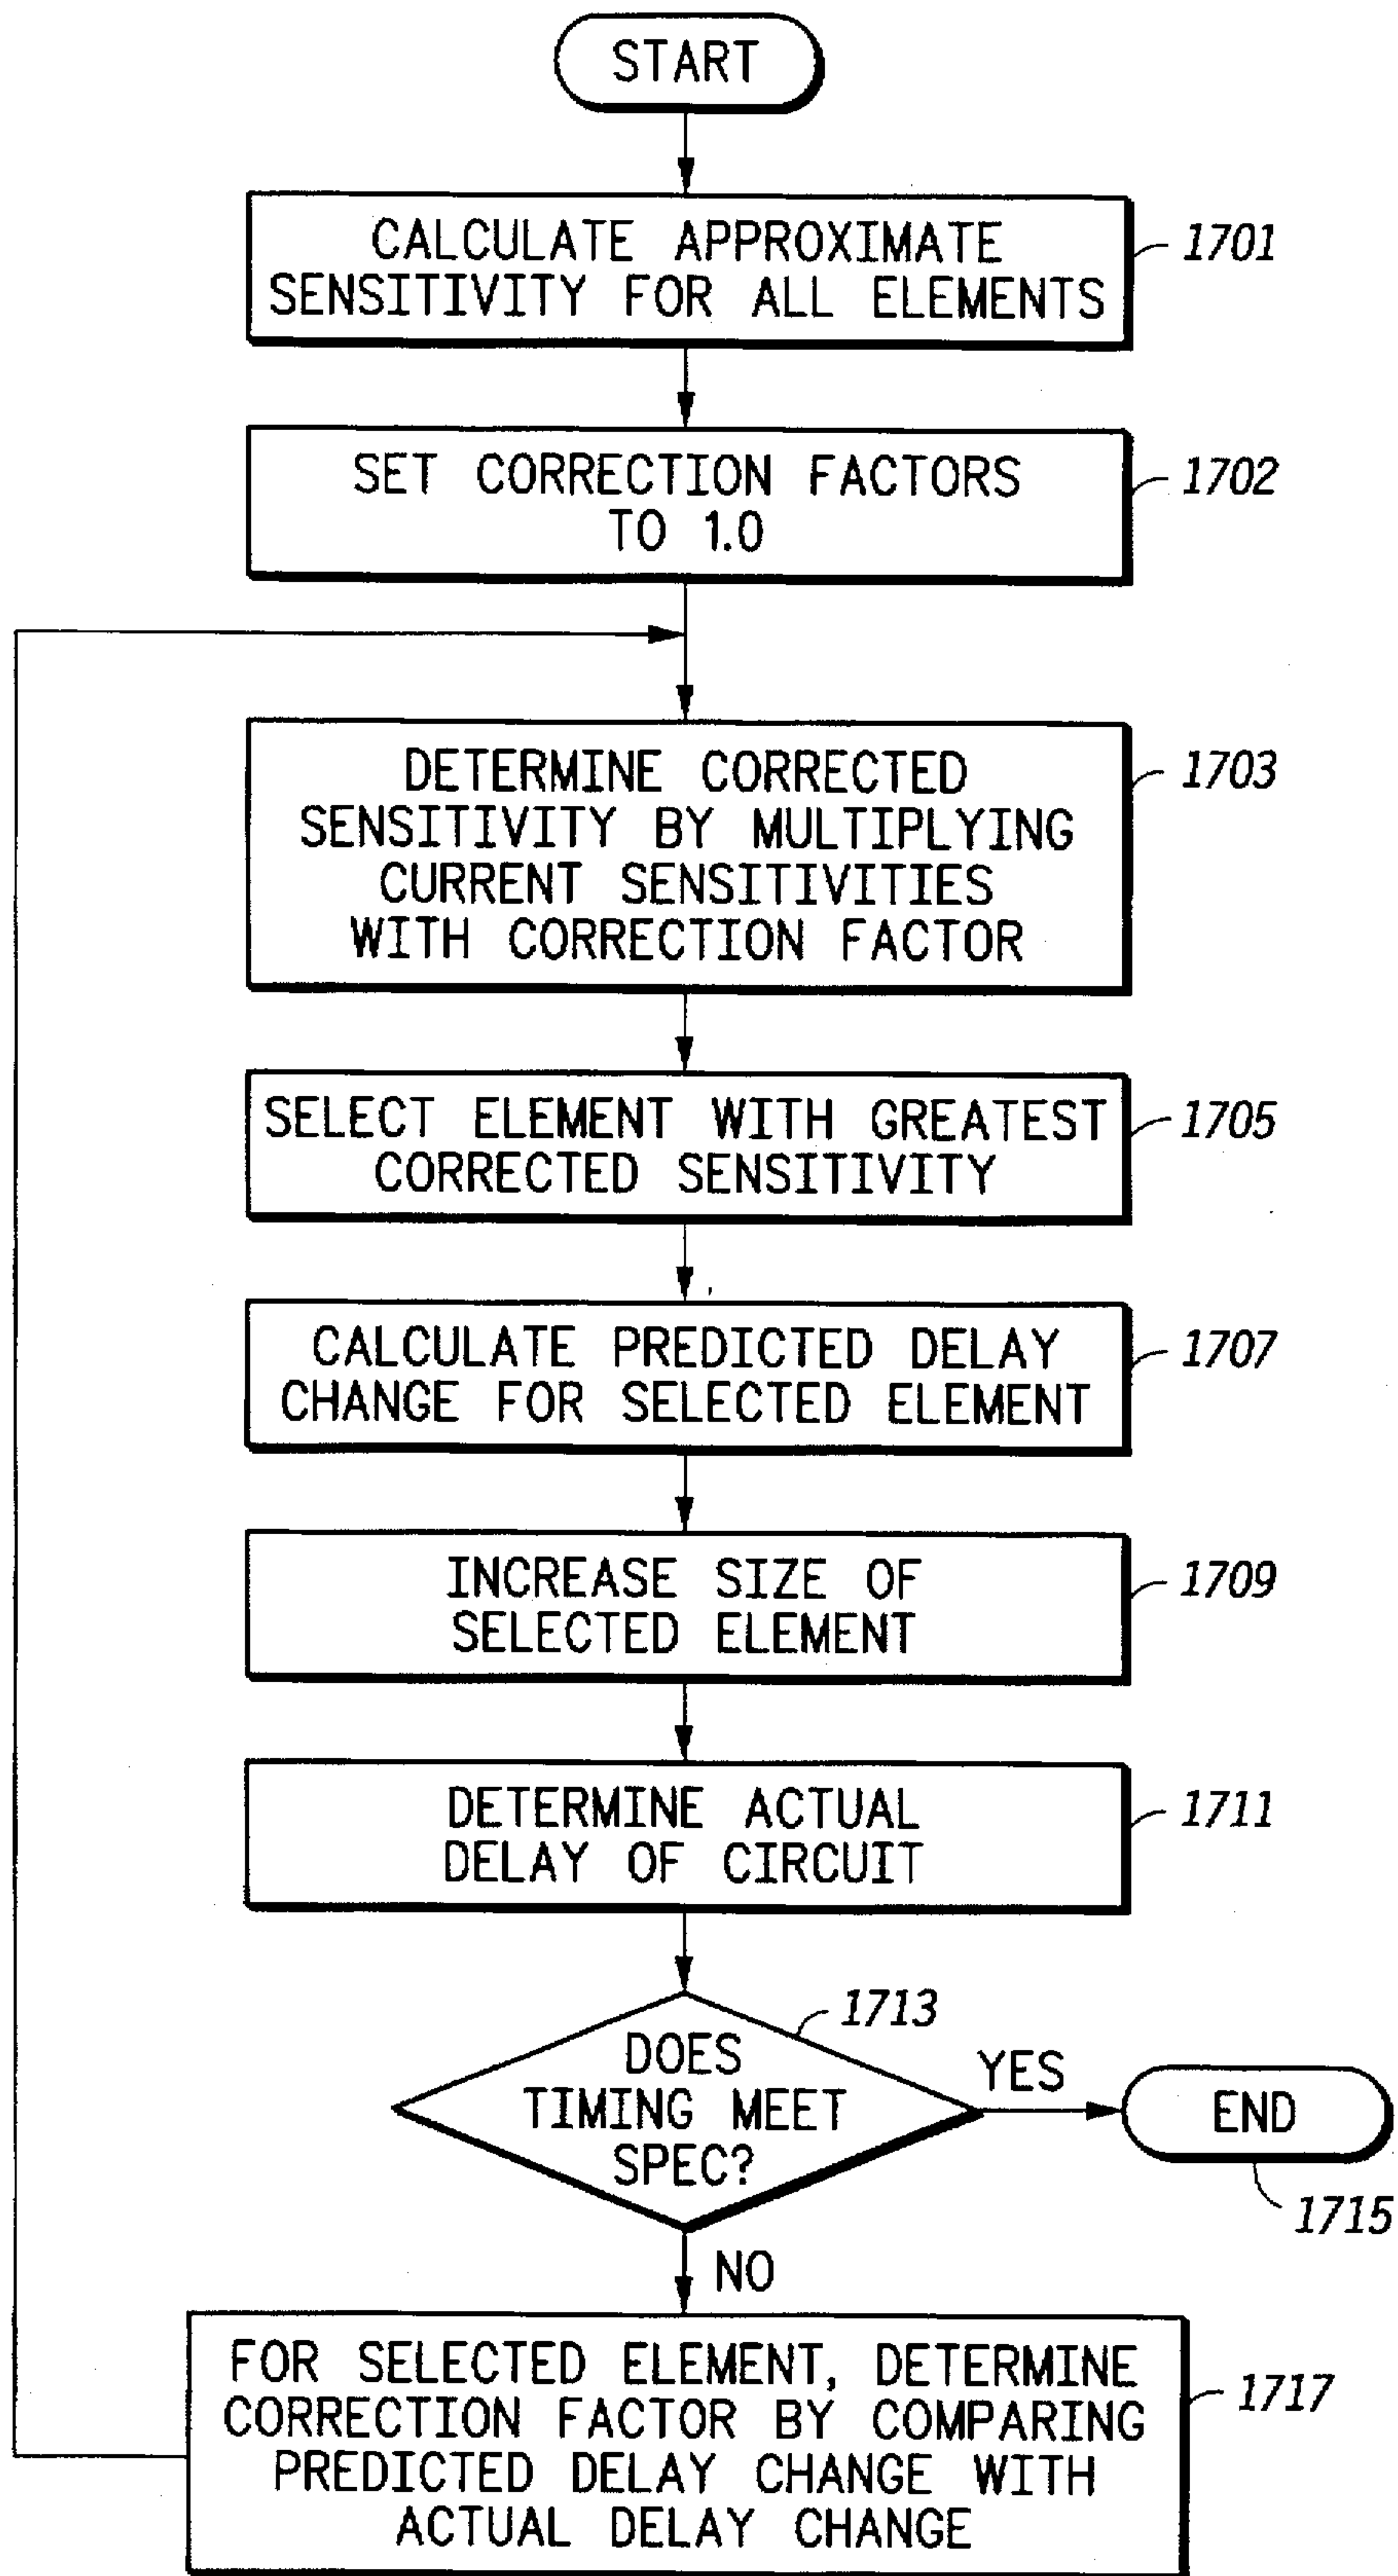 START
CALCULATE APPROXIMATE
SENSITIVITY FOR ALL ELEMENTS
1701
SET CORRECTION FACTORS
TO 1.0
1702
DETERMINE CORRECTED
SENSITIVITY BY MULTIPLYING
CURRENT SENSITIVITIES
WITH CORRECTION FACTOR
1703
SELECT ELEMENT WITH GREATEST
CORRECTED SENSITIVITY
1705
CALCULATE PREDICTED DELAY
CHANGE FOR SELECTED ELEMENT
1707
INCREASE SIZE OF
SELECTED ELEMENT
1709
DETERMINE ACTUAL
DELAY OF CIRCUIT
1711
1713
DOES
TIMING MEET
SPEC?
YES
END
1715
NO
FOR SELECTED ELEMENT, DETERMINE
CORRECTION FACTOR BY COMPARING
PREDICTED DELAY CHANGE WITH
ACTUAL DELAY CHANGE
1717